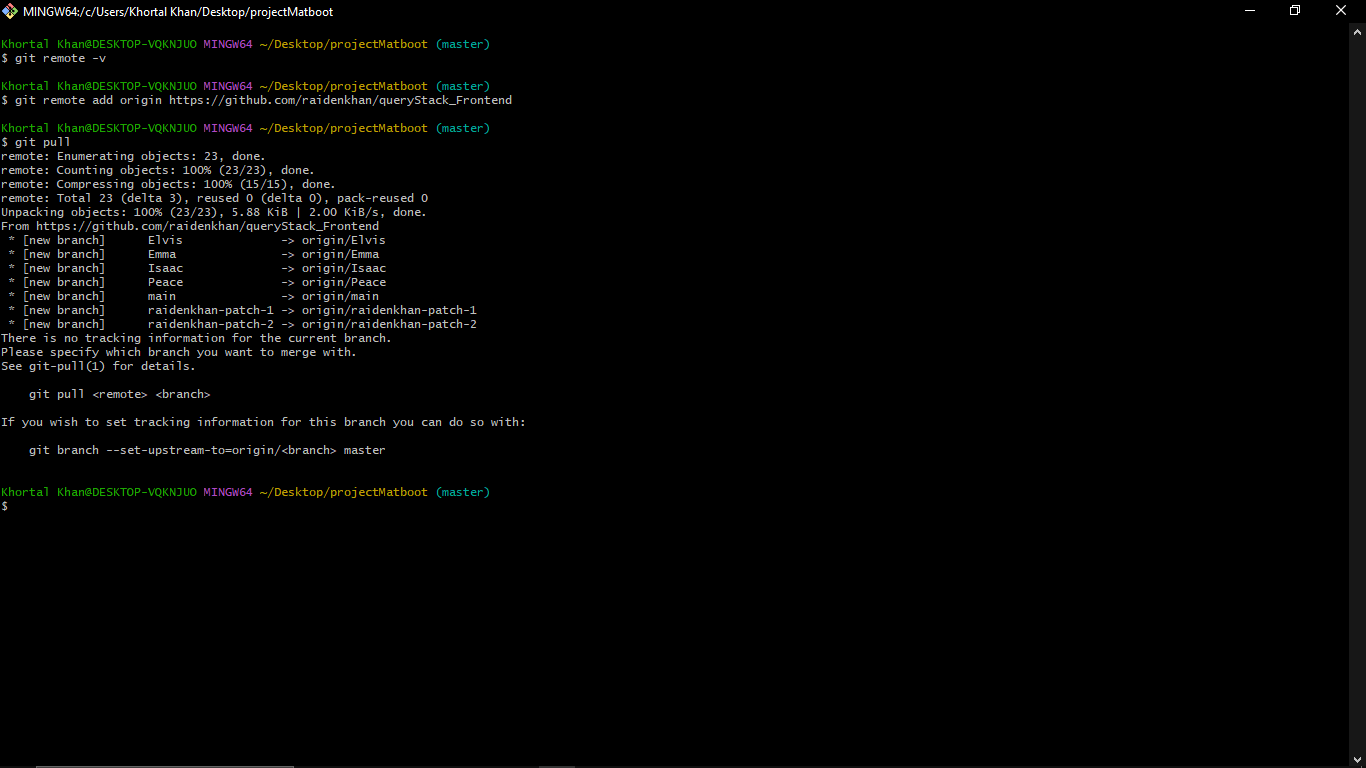 MINGW64:/c/Users/Khortal Khan/Desktop/projectMatboot
Khortal Khan@DESKTOP-VQKNJUO MINGW64 ~/Desktop/projectMatboot (master)
$ git remote -v
Khortal Khan@DESKTOP-VQKNJUO MINGW64 ~/Desktop/projectMatboot (master)
$ git remote add origin https://github.com/raidenkhan/queryStack_Frontend
Khortal Khan@DESKTOP-VQKNJUO MINGW64 ~/Desktop/projectMatboot (master)
$ git pull
remote: Enumerating objects: 23, done.
remote: Counting objects: 100% (23/23), done.
remote: Compressing objects: 100% (15/15), done.
remote: Total 23 (delta 3), reused 0 (delta 0), pack-reused 0
Unpacking objects: 100% (23/23), 5.88 KiB | 2.00 KiB/s, done.
From https://github.com/raidenkhan/queryStack_Frontend
 * [new branch]      Elvis              -> origin/Elvis
 * [new branch]      Emma               -> origin/Emma
 * [new branch]      Isaac              -> origin/Isaac
 * [new branch]      Peace              -> origin/Peace
 * [new branch]      main               -> origin/main
 * [new branch]      raidenkhan-patch-1 -> origin/raidenkhan-patch-1
 * [new branch]      raidenkhan-patch-2 -> origin/raidenkhan-patch-2
There is no tracking information for the current branch.
Please specify which branch you want to merge with.
See git-pull(1) for details.
    git pull <remote> <branch>
If you wish to set tracking information for this branch you can do so with:
    git branch --set-upstream-to=origin/<branch> master
Khortal Khan@DESKTOP-VQKNJUO MINGW64 ~/Desktop/projectMatboot (master)
$